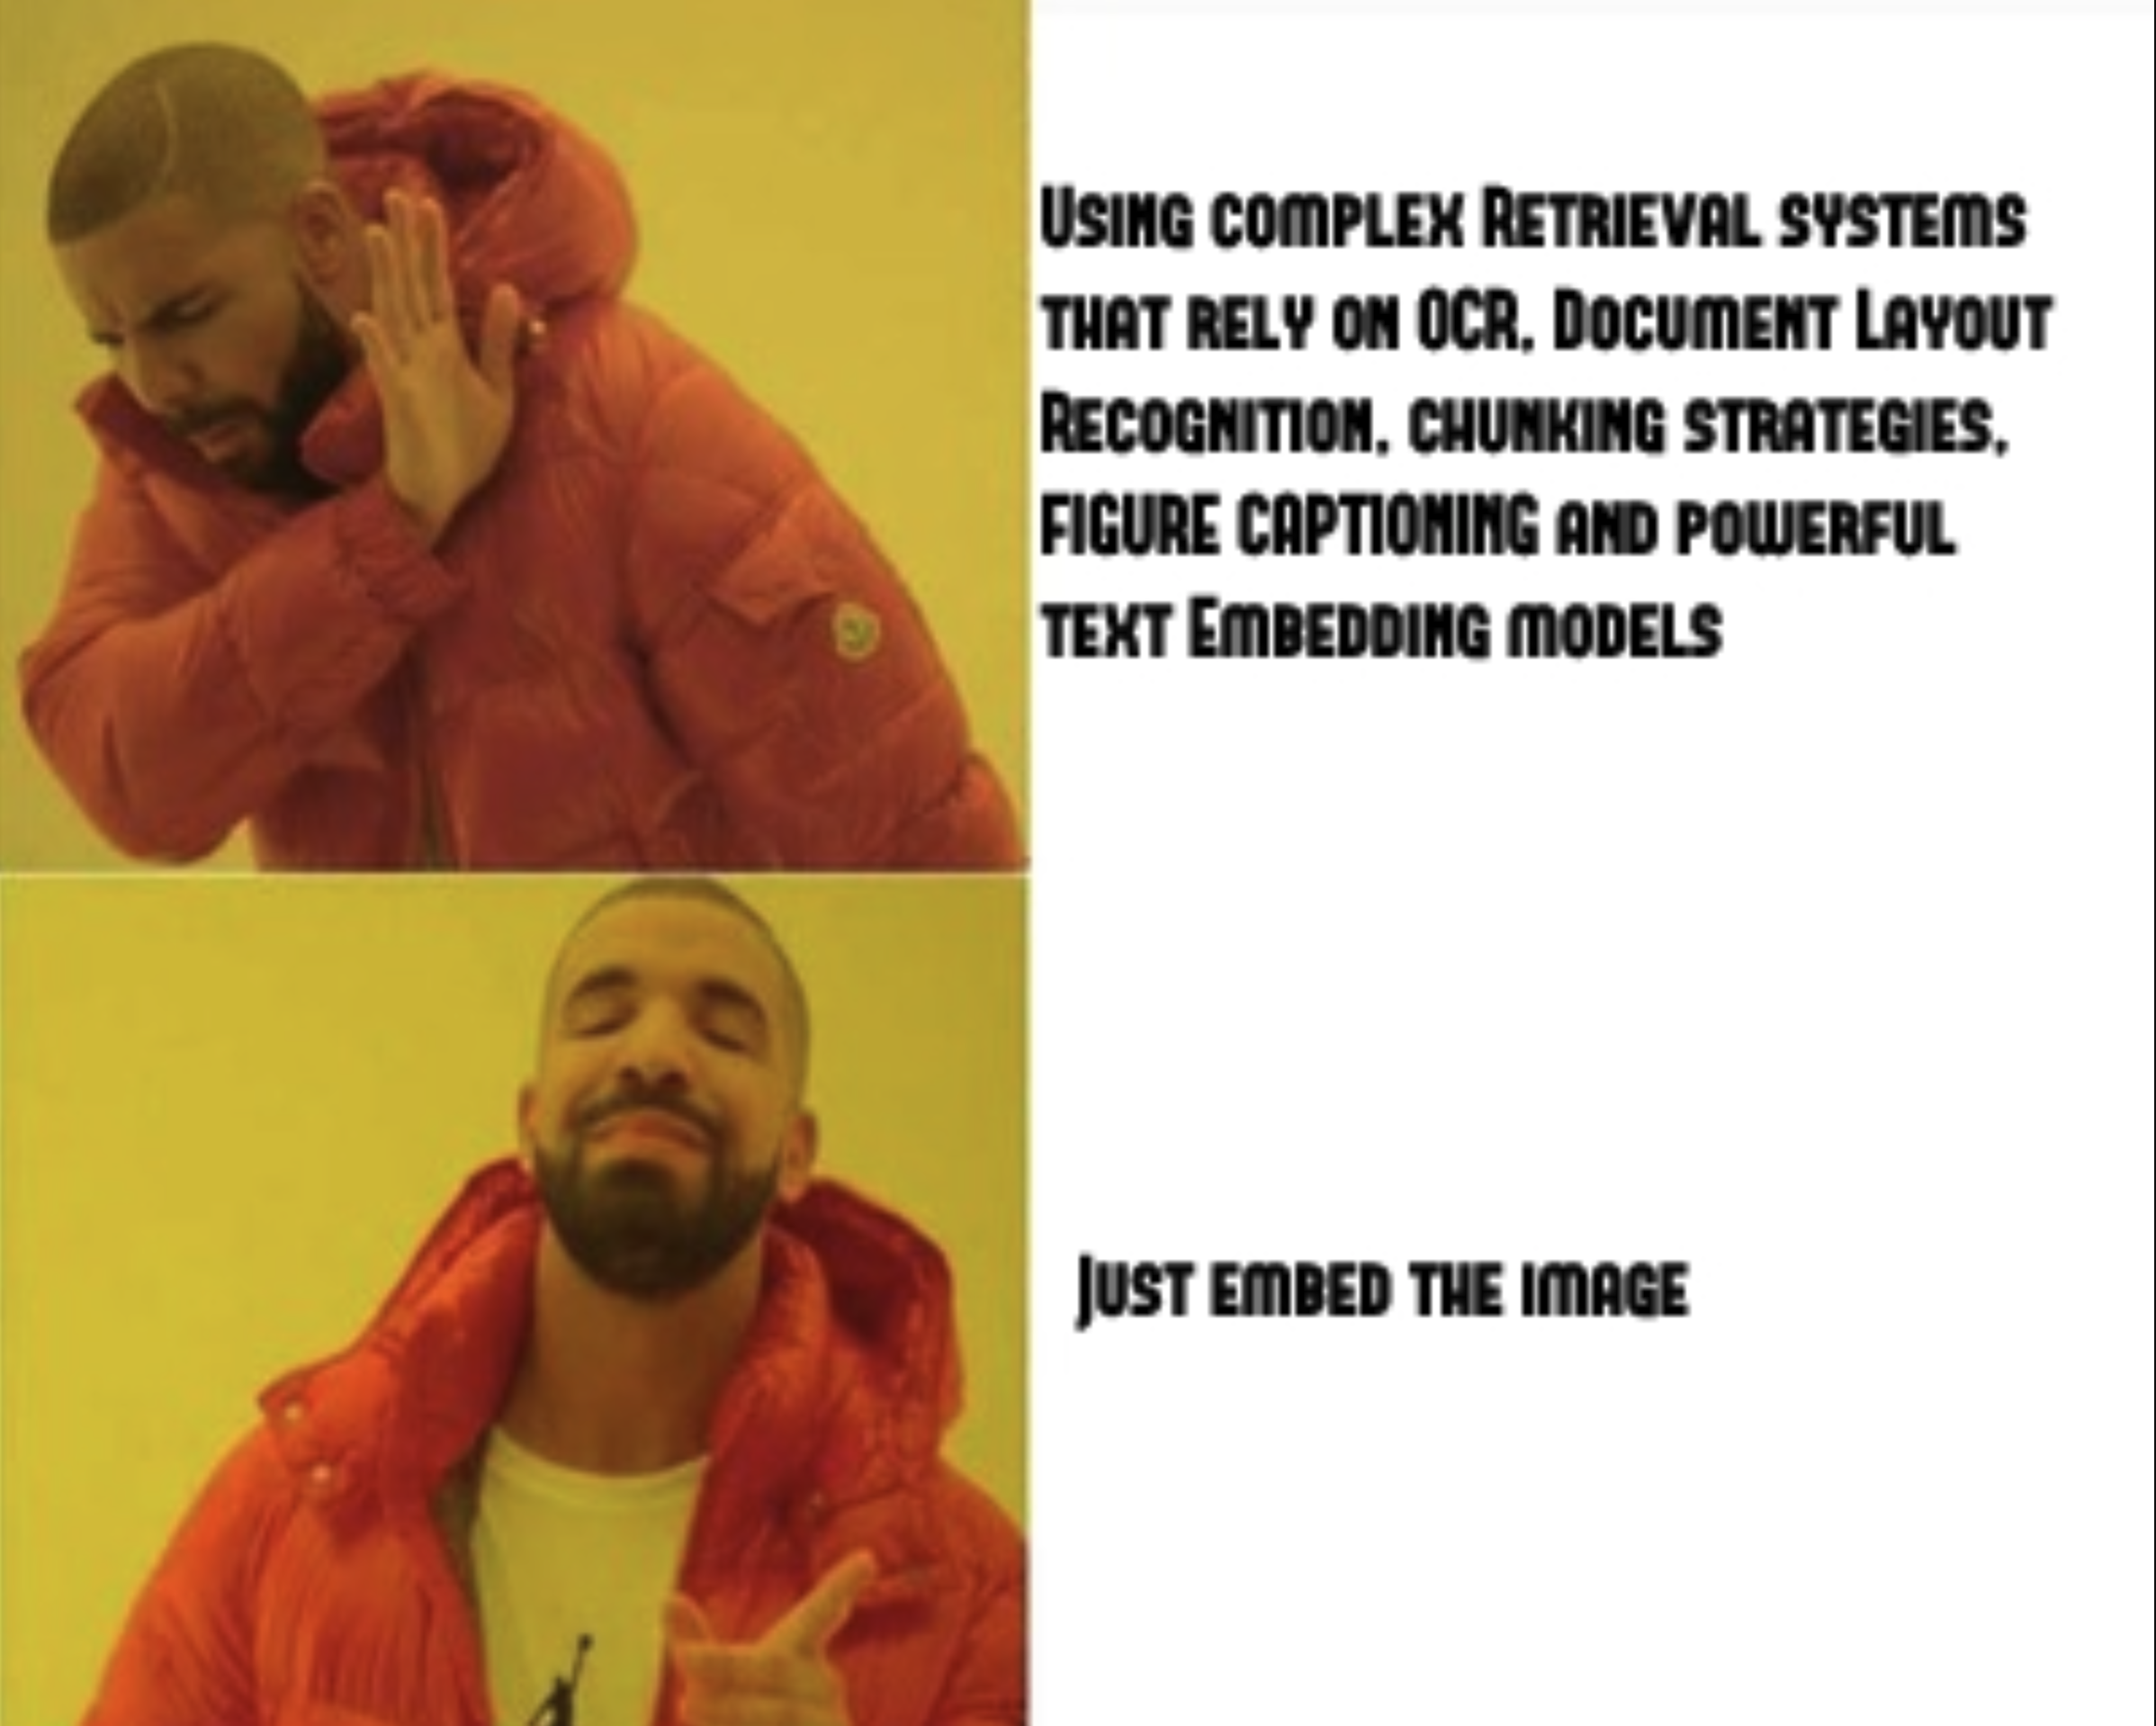 Using complex Retrieval systems
that rely on OCR, Document Layout
Recognition, chunking strategies,
FIGURE CAPTIONING and powerful
text Embedding models
Just embed the image